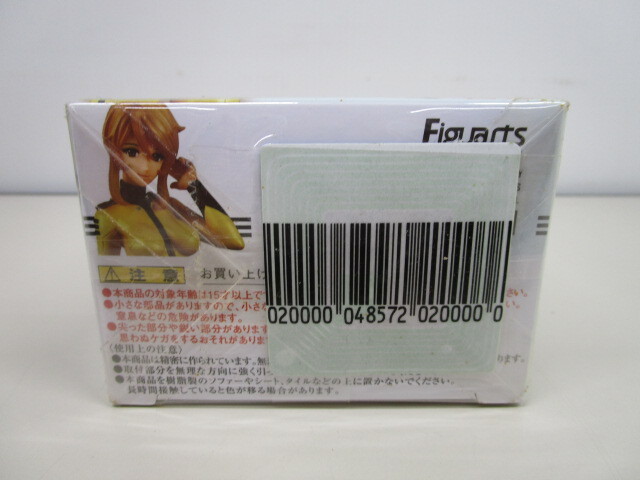 Figuarts
⚠注意 お買い上げ
●本商品の対象年齢は15才以上で さい。
●小さな部品がありますので、小さな
窒息などの危険があります。
●尖った部分や鋭い部分があります
思わぬケガをするおそれがあります
020000 048572 020000 0
〈使用上の注意〉
●本商品は精密に作られています。無
●取付部分を無理な方向に強く引っ
●本商品を樹脂製のソファーやシート、タイルなどの上に置かないでください。
長時間接触していると色が移る場合があります。